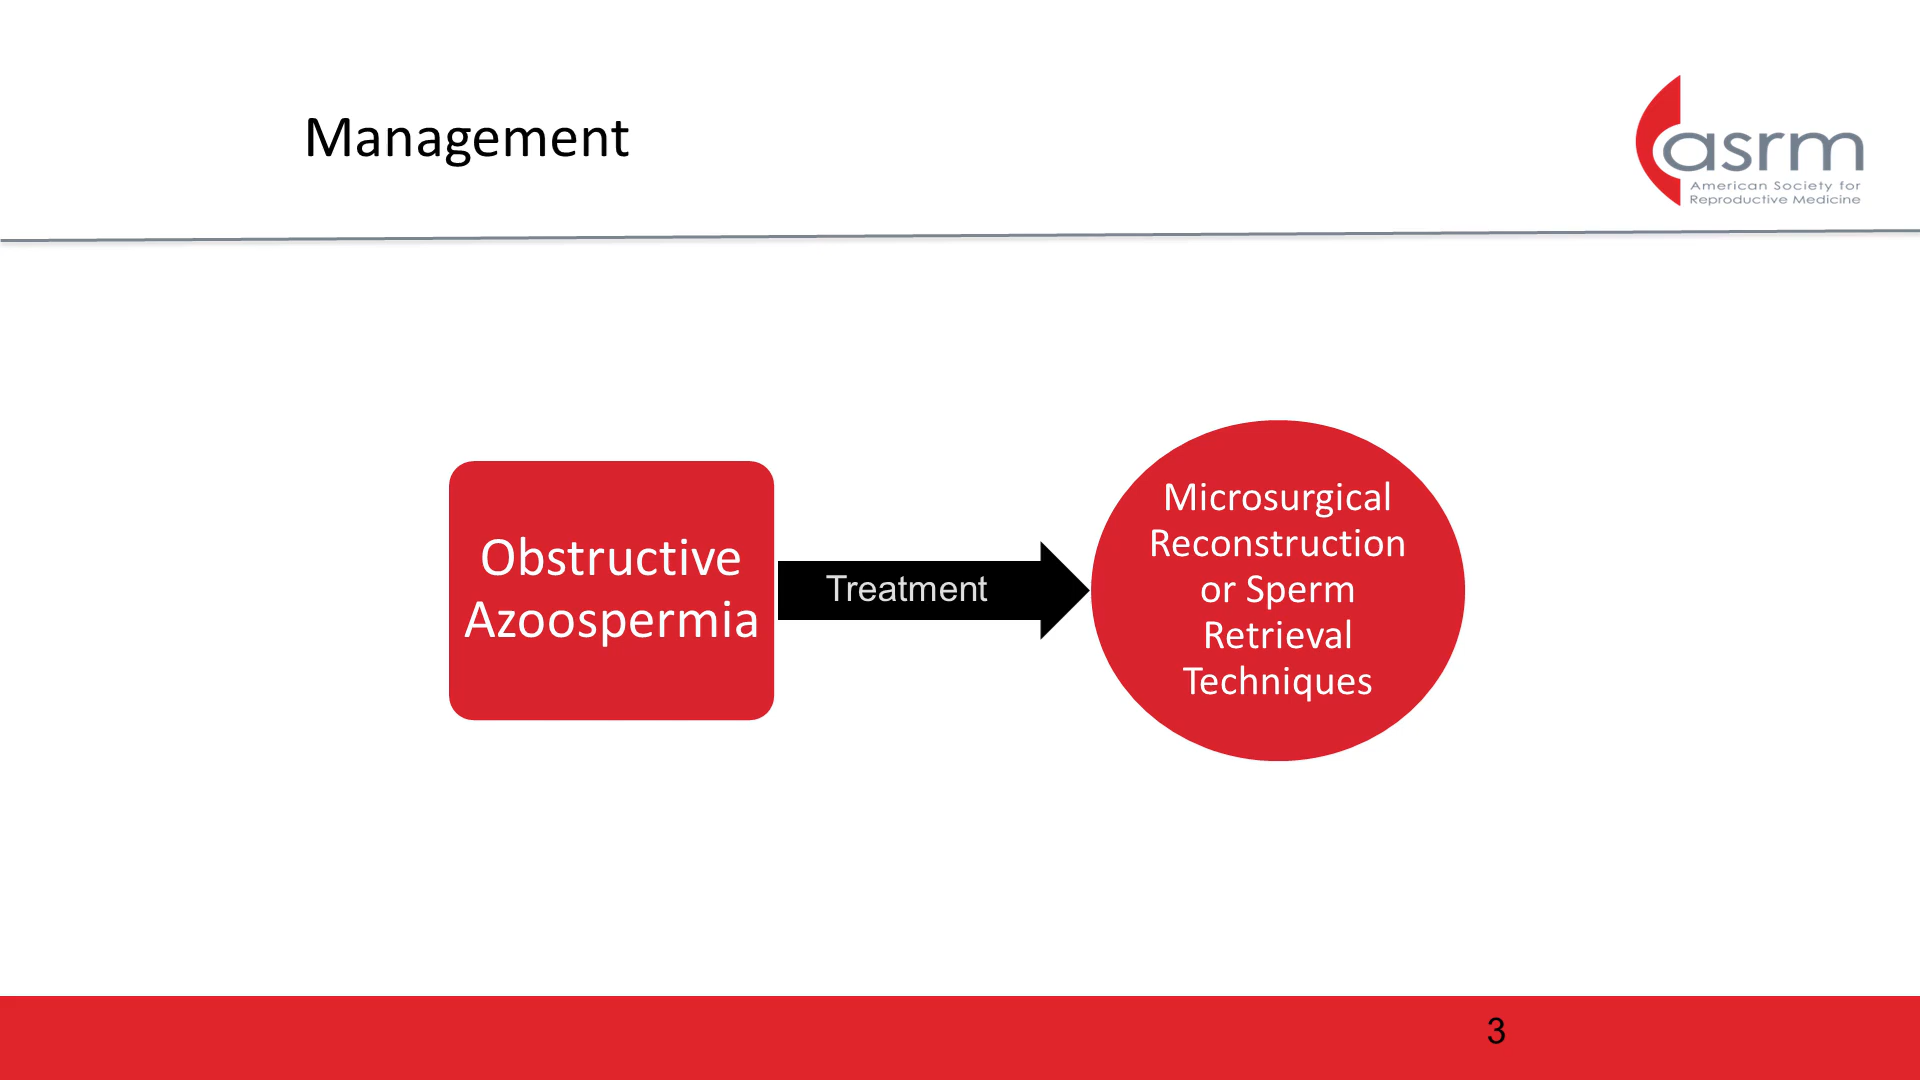 Management
asrm
American Society for
Reproductive Medicine
Obstructive
Azoospermia
Treatment
Microsurgical
Reconstruction
or Sperm
Retrieval
Techniques
3